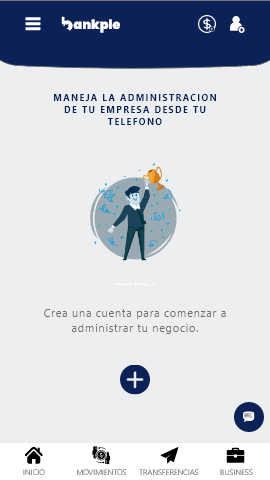 bankple
MANEJA LA ADMINISTRACION
DE TU EMPRESA DESDE TU
TELEFONO
Crea una cuenta para comenzar a
administrar tu negocio.
INICIO
MOVIMIENTOS
TRANSFERENCIAS
BUSINESS